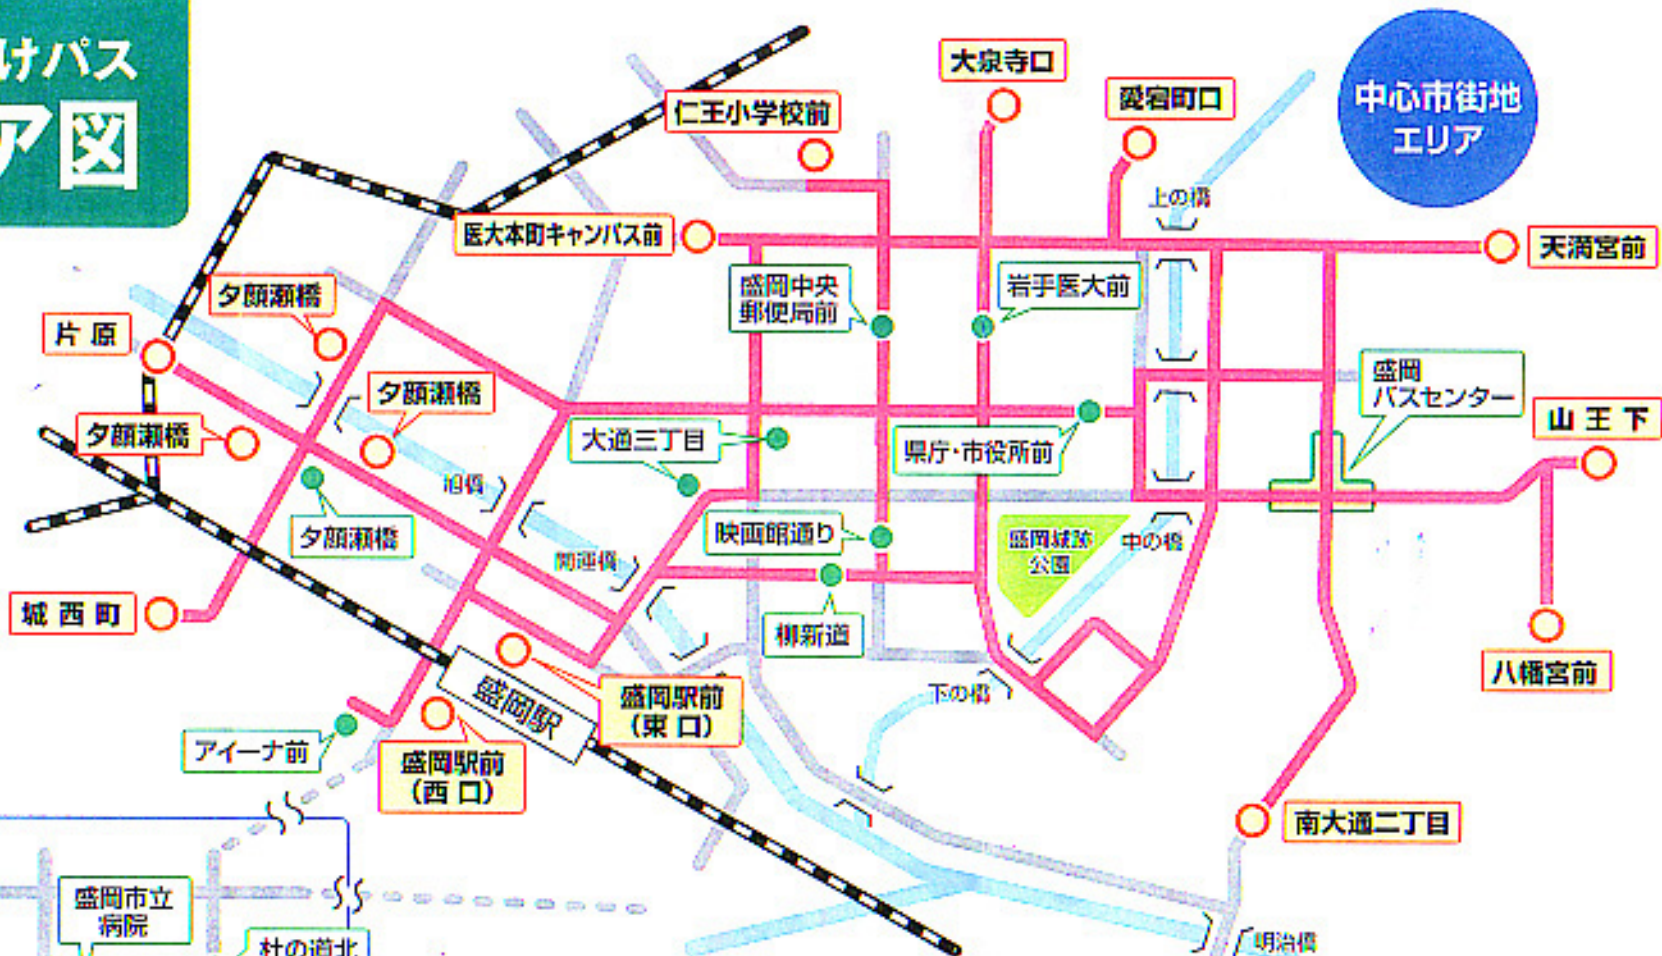 けパス
ア図
中心市街地
エリア
大泉寺口
愛宕町口
仁王小学校前
上の橋
医大本町キャンパス前
天満宮前
盛岡中央
郵便局前
岩手医大前
夕顔瀬橋
片原
夕顔瀬橋
夕顔瀬橋
盛岡
バスセンター
山王下
大通三丁目
県庁・市役所前
旭橋
夕顔瀬橋
映画館通り
開運橋
盛岡城跡
公園
中の橋
城西町
柳新道
八幡宮前
盛岡駅
盛岡駅前
(東口)
下の橋
アイーナ前
盛岡駅前
(西口)
南大通二丁目
盛岡市立
病院
杜の道北
明治橋